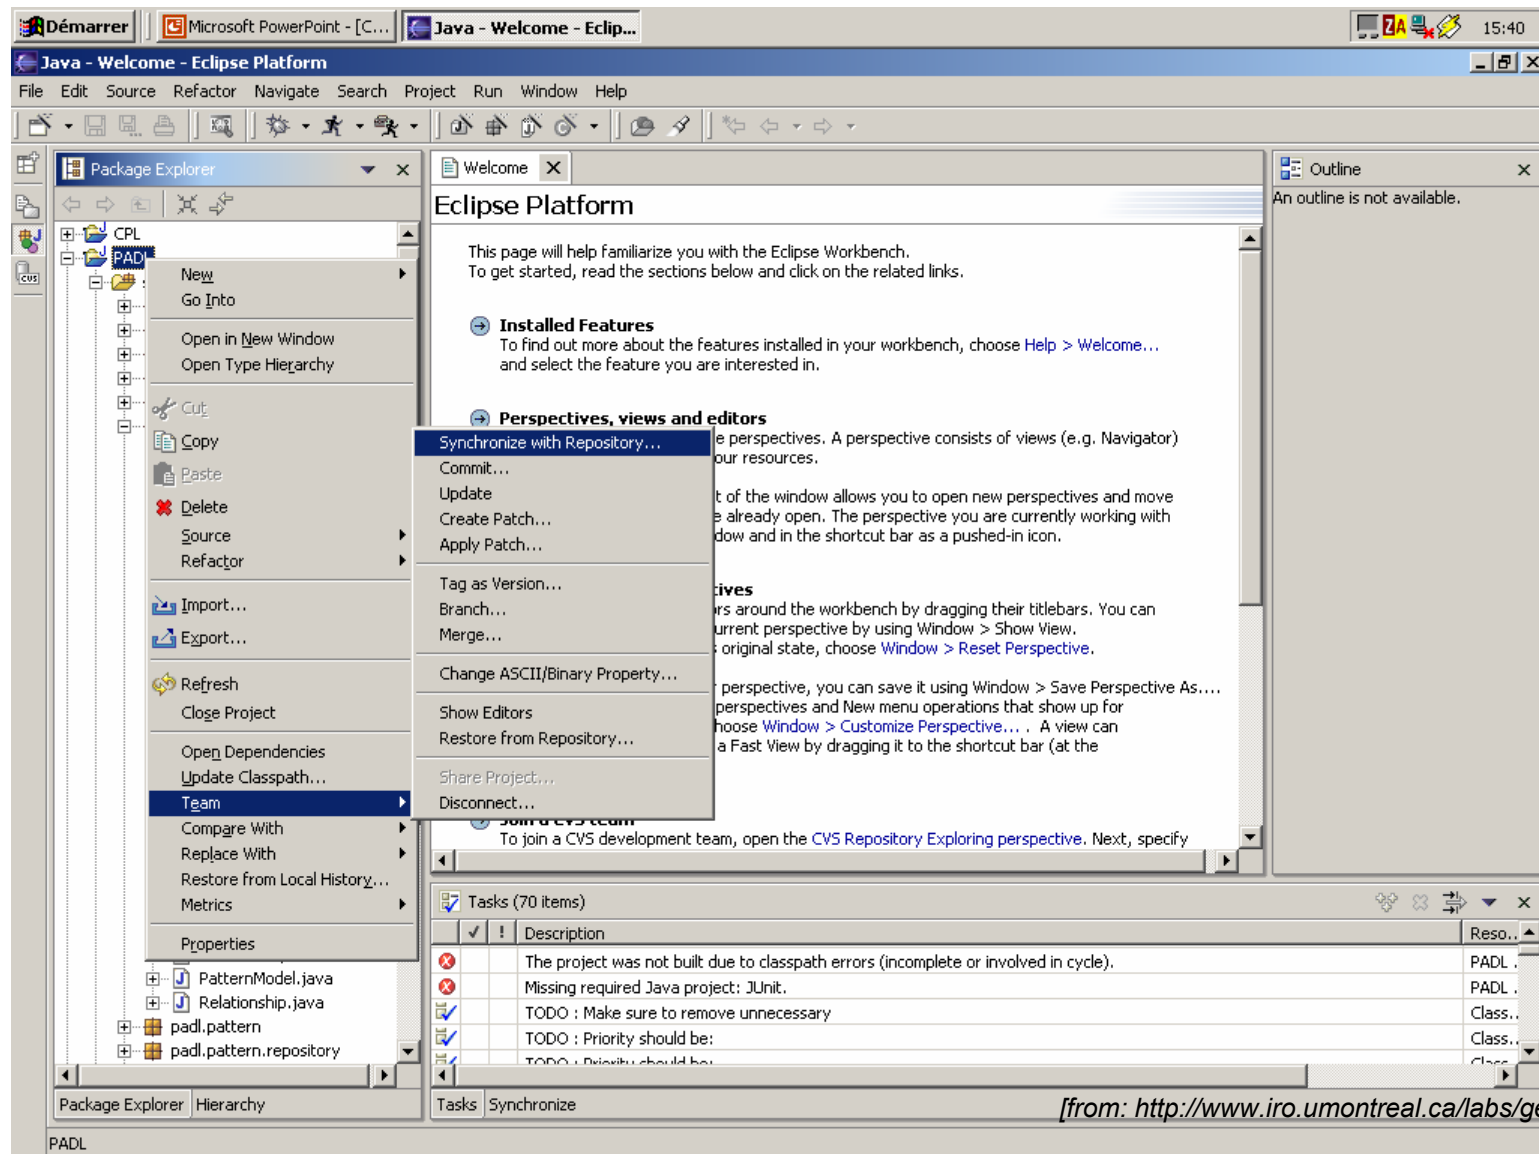 Démarrer
Microsoft PowerPoint - [C...
Java - Welcome - Eclip...
ZA
15:40
Java - Welcome - Eclipse Platform
File Edit Source Refactor Navigate Search Project Run Window Help
Package Explorer
Welcome
Outline
Eclipse Platform
An outline is not available.
CPL
PADL
CVS
This page will help familiarize you with the Eclipse Workbench.
To get started, read the sections below and click on the related links.
Installed Features
To find out more about the features installed in your workbench, choose Help > Welcome...
and select the feature you are interested in.
Perspectives, views and editors
e perspectives. A perspective consists of views (e.g. Navigator)
our resources.
t of the window allows you to open new perspectives and move
e already open. The perspective you are currently working with
dow and in the shortcut bar as a pushed-in icon.
tives
rs around the workbench by dragging their titlebars. You can
urrent perspective by using Window > Show View.
s original state, choose Window > Reset Perspective.
r perspective, you can save it using Window > Save Perspective As....
perspectives and New menu operations that show up for
hoose Window > Customize Perspective... . A view can
a Fast View by dragging it to the shortcut bar (at the
Join a CVS team
To join a CVS development team, open the CVS Repository Exploring perspective. Next, specify
New
Go Into
Open in New Window
Open Type Hierarchy
Cut
Copy
Paste
Delete
Source
Refactor
Import...
Export...
Refresh
Close Project
Open Dependencies
Update Classpath...
Team
Compare With
Replace With
Restore from Local History...
Metrics
Properties
Synchronize with Repository...
Commit...
Update
Create Patch...
Apply Patch...
Tag as Version...
Branch...
Merge...
Change ASCII/Binary Property...
Show Editors
Restore from Repository...
Share Project...
Disconnect...
PatternModel.java
Relationship.java
padl.pattern
padl.pattern.repository
Package Explorer Hierarchy
Tasks (70 items)
! Description Reso..
The project was not built due to classpath errors (incomplete or involved in cycle). PADL .
Missing required Java project: JUnit. PADL .
TODO : Make sure to remove unnecessary Class..
TODO : Priority should be: Class..
TODO : Priority should be: Class
Tasks Synchronize
[from: http://www.iro.umontreal.ca/labs/ge
PADL